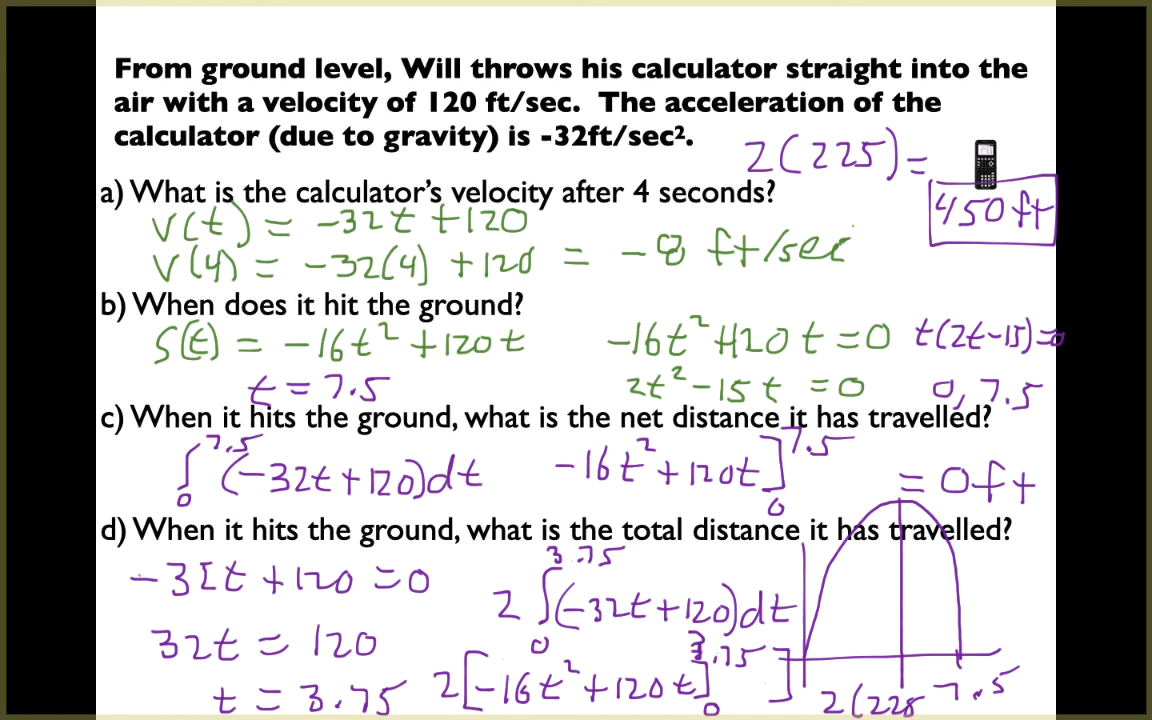 From ground level, Will throws his calculator straight into the
air with a velocity of 120 ft/sec. The acceleration of the
calculator (due to gravity) is -32ft/sec².
2(225)=
450ft
a) What is the calculator's velocity after 4 seconds?
V(t) = -32t +120
V(4) = -32(4) +120 = -8 ft/sec
b) When does it hit the ground?
S(t) = -16t² +120t
-16t²+120t=0
t(2t-15)=0
t = 7.5
2t²-15t =0
0, 7.5
c) When it hits the ground, what is the net distance it has travelled?
∫₀^7.5 (-32t+120)dt
-16t²+120t]₀^7.5
= 0ft
d) When it hits the ground, what is the total distance it has travelled?
-32t+120=0
2∫₀^3.75 (-32t+120)dt
32t = 120
t = 3.75
2[-16t²+120t]₀^3.75]
2(225
7.5